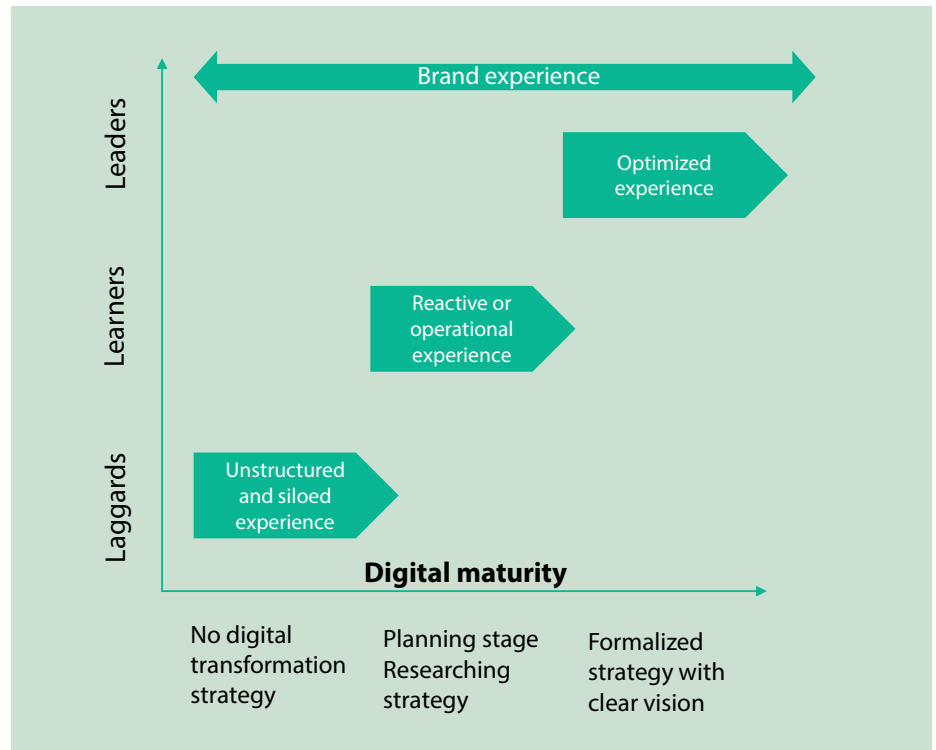 Brand experience
Leaders
Optimized
experience
Learners
Reactive or
operational
experience
Laggards
Unstructured
and siloed
experience
Digital maturity
No digital
transformation
strategy
Planning stage
Researching
strategy
Formalized
strategy with
clear vision